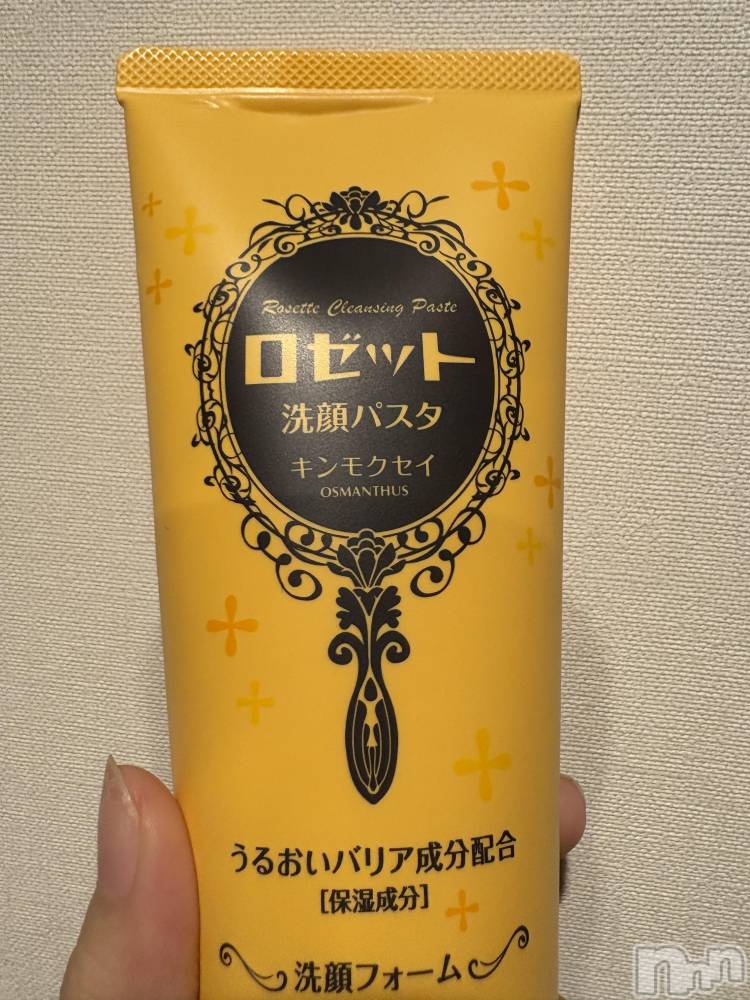 Rosette Cleansing Paste
ロゼット
洗顔パスタ
キンモクセイ
OSMANTHUS
うるおいバリア成分配合
[保湿成分]
洗顔フォーム